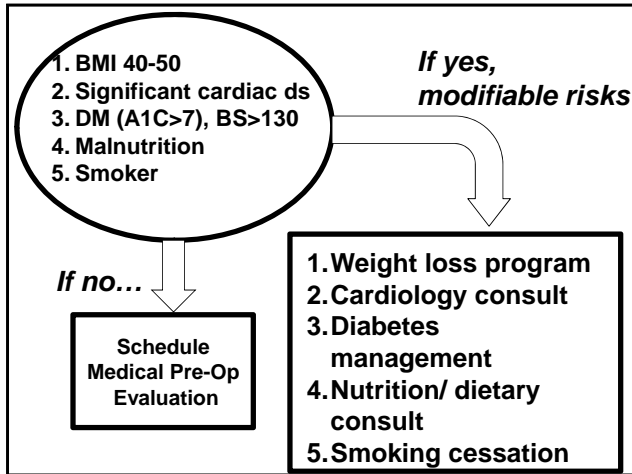 1. BMI 40-50
2. Significant cardiac ds
3. DM (A1C>7), BS>130
4. Malnutrition
5. Smoker
If yes,
modifiable risks
If no…
Schedule
Medical Pre-Op
Evaluation
1.Weight loss program
2.Cardiology consult
3.Diabetes
management
4.Nutrition/ dietary
consult
5.Smoking cessation